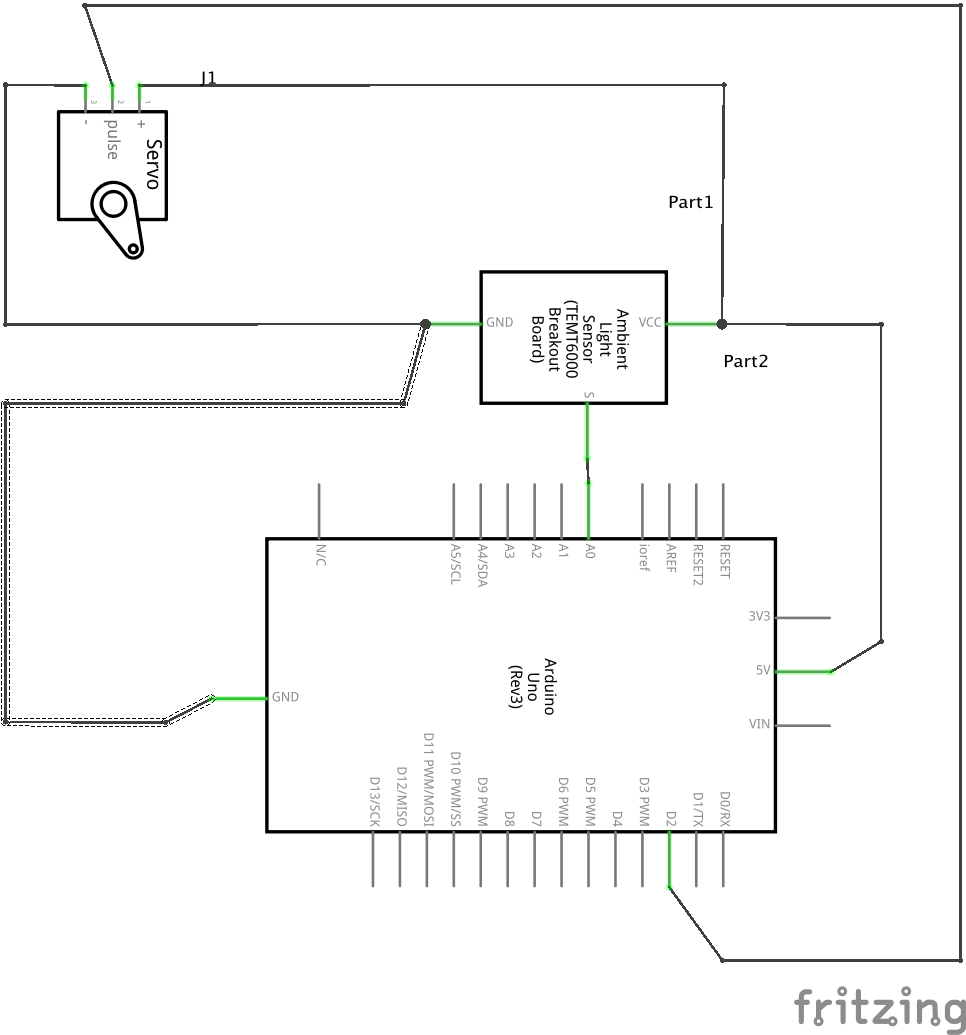 J1
3
2
1
-
pulse
+
Servo
Part1
GND
Ambient
Light
Sensor
(TEMT6000
Breakout
Board)
VCC
S
Part2
N/C
A5/SCL
A4/SDA
A3
A2
A1
A0
ioref
AREF
RESET2
RESET
3V3
5V
VIN
GND
Arduino
Uno
(Rev3)
D13/SCK
D12/MISO
D11 PWM/MOSI
D10 PWM/SS
D9 PWM
D8
D7
D6 PWM
D5 PWM
D4
D3 PWM
D2
D1/TX
D0/RX
fritzing